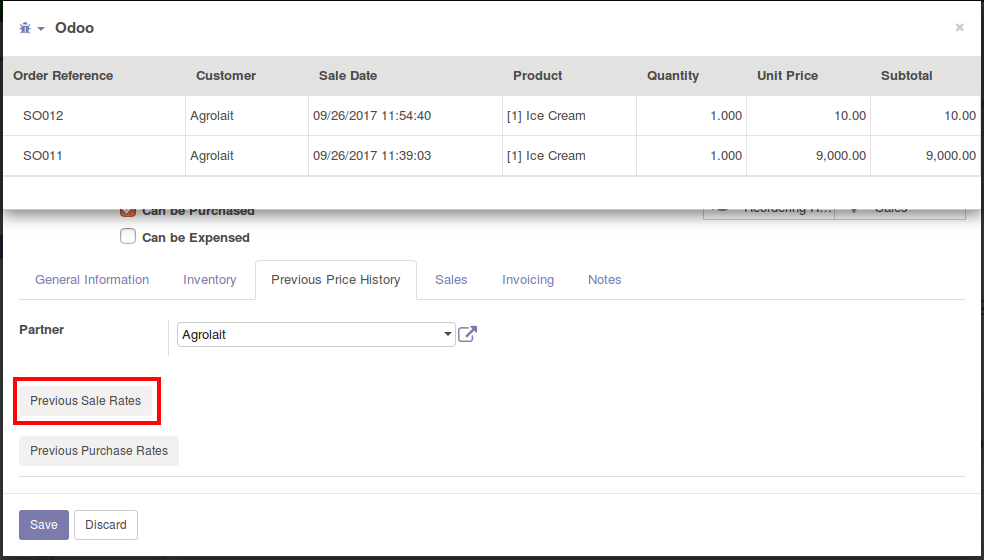 Odoo ×
Order Reference Customer Sale Date Product Quantity Unit Price Subtotal
SO012 Agrolait 09/26/2017 11:54:40 [1] Ice Cream 1.000 10.00 10.00
SO011 Agrolait 09/26/2017 11:39:03 [1] Ice Cream 1.000 9,000.00 9,000.00
Can be Purchased Reordering R... Sales
Can be Expensed
General Information Inventory Previous Price History Sales Invoicing Notes
Partner Agrolait
Previous Sale Rates
Previous Purchase Rates
Save Discard